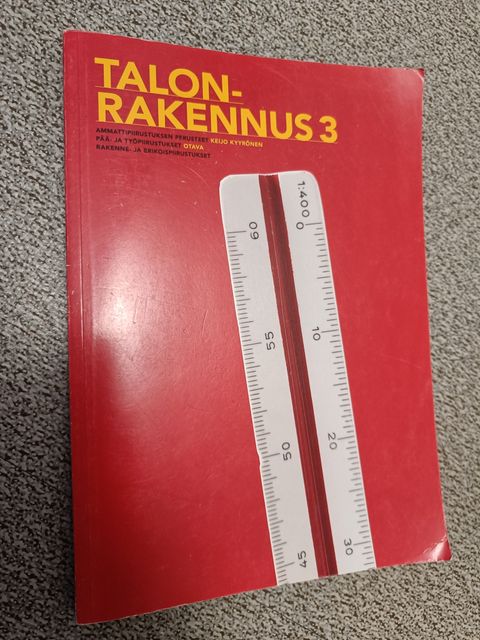 TALON-
RAKENNUS 3
AMMATTIPIIRUSTUKSEN PERUSTEET KEIJO KYYRÖNEN
PÄÄ- JA TYÖPIIRUSTUKSET OTAVA
RAKENNE- JA ERIKOISPIIRUSTUKSET
1:400
0
60
10
55
20
50
30
45